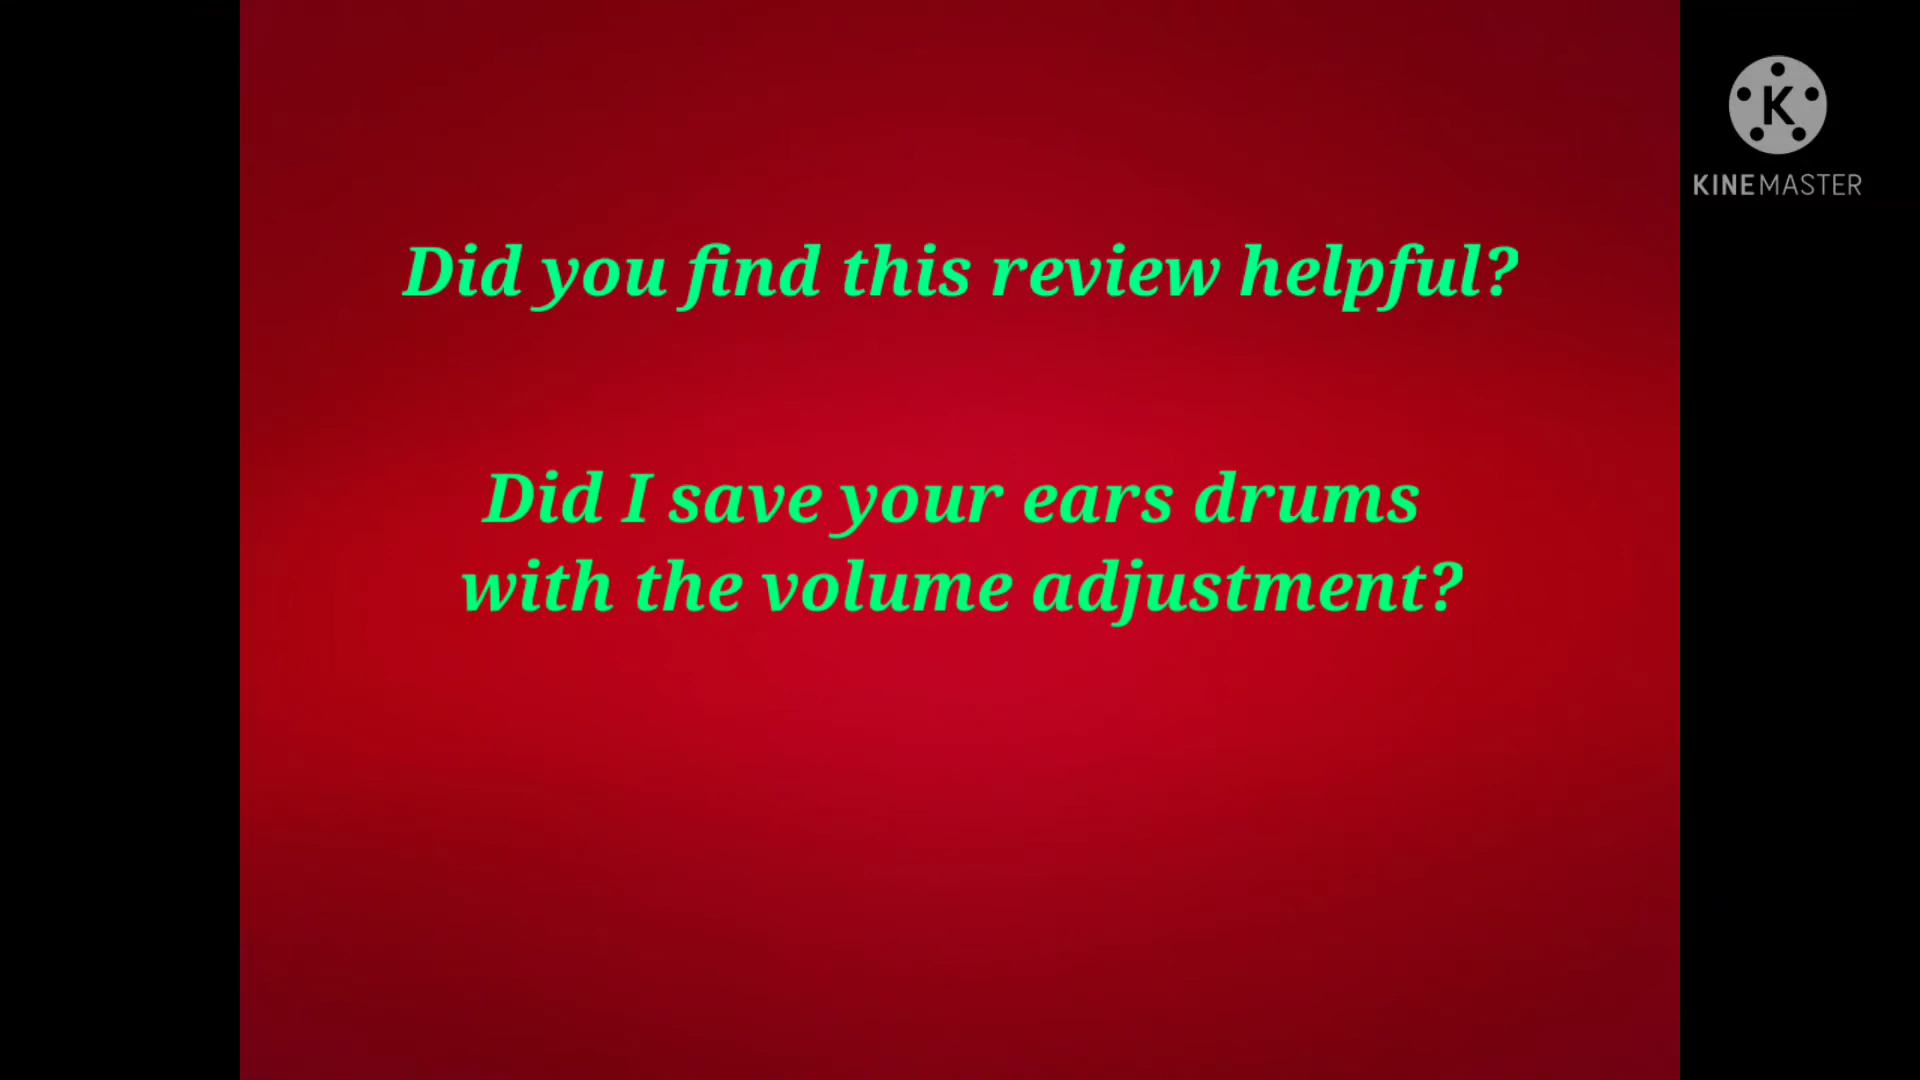 K
KINEMASTER
Did you find this review helpful?
Did I save your ears drums
with the volume adjustment?